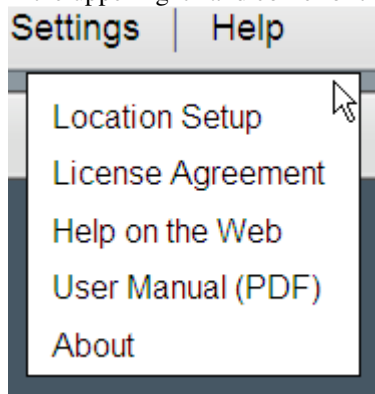 Settings | Help
Location Setup
License Agreement
Help on the Web
User Manual (PDF)
About